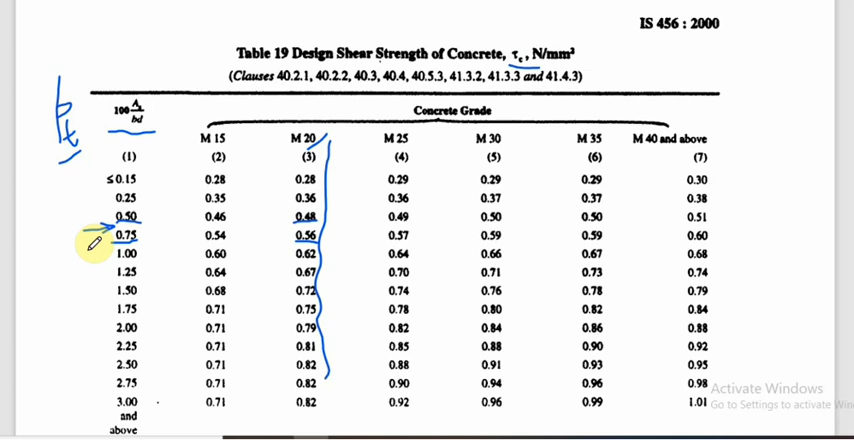 IS 456 : 2000
Table 19 Design Shear Strength of Concrete, τc , N/mm²
(Clauses 40.2.1, 40.2.2, 40.3, 40.4, 40.5.3, 41.3.2, 41.3.3 and 41.4.3)
pt
100 As/bd Concrete Grade
M 15 M 20 M 25 M 30 M 35 M 40 and above
(1) (2) (3) (4) (5) (6) (7)
≤0.15 0.28 0.28 0.29 0.29 0.29 0.30
0.25 0.35 0.36 0.36 0.37 0.37 0.38
0.50 0.46 0.48 0.49 0.50 0.50 0.51
0.75 0.54 0.56 0.57 0.59 0.59 0.60
1.00 0.60 0.62 0.64 0.66 0.67 0.68
1.25 0.64 0.67 0.70 0.71 0.73 0.74
1.50 0.68 0.72 0.74 0.76 0.78 0.79
1.75 0.71 0.75 0.78 0.80 0.82 0.84
2.00 0.71 0.79 0.82 0.84 0.86 0.88
2.25 0.71 0.81 0.85 0.88 0.90 0.92
2.50 0.71 0.82 0.88 0.91 0.93 0.95
2.75 0.71 0.82 0.90 0.94 0.96 0.98
3.00 0.71 0.82 0.92 0.96 0.99 1.01
and
above
Activate Windows
Go to Settings to activate Win